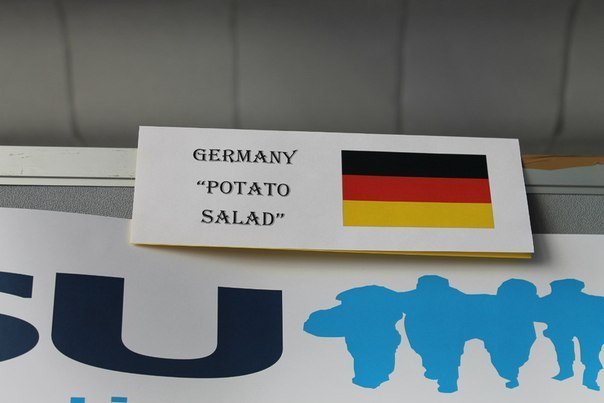 GERMANY
“POTATO
SALAD”
SU